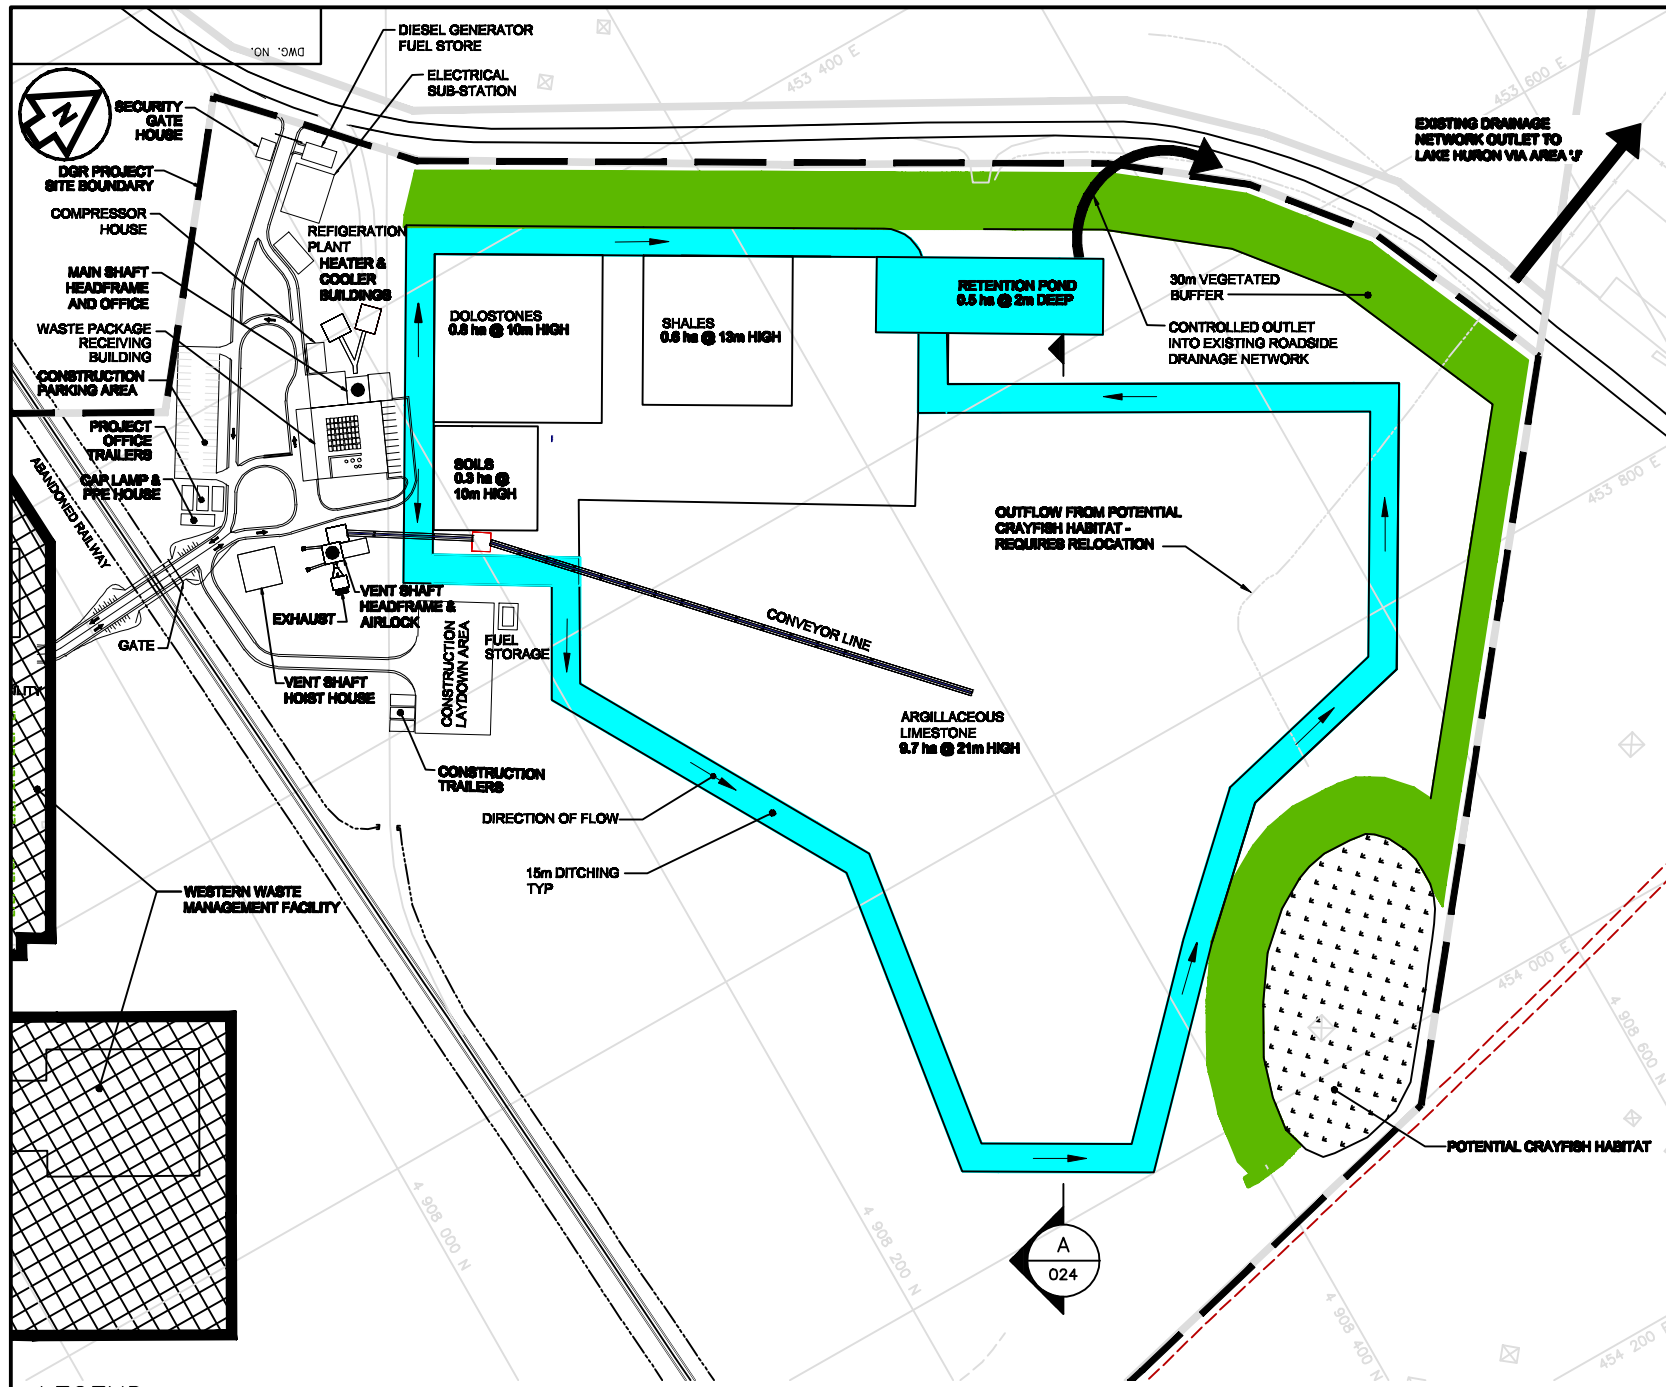 DWG. NO.
N
DIESEL GENERATOR
FUEL STORE
ELECTRICAL
SUB-STATION
SECURITY
GATE
HOUSE
DGR PROJECT
SITE BOUNDARY
COMPRESSOR
HOUSE
REFIGERATION
PLANT
HEATER &
COOLER
BUILDINGS
MAIN SHAFT
HEADFRAME
AND OFFICE
WASTE PACKAGE
RECEIVING
BUILDING
CONSTRUCTION
PARKING AREA
PROJECT
OFFICE
TRAILERS
CAP LAMP &
PPE HOUSE
ABANDONED RAILWAY
GATE
EXHAUST
VENT SHAFT
HEADFRAME &
AIRLOCK
VENT SHAFT
HOIST HOUSE
CONSTRUCTION
LAYDOWN AREA
FUEL
STORAGE
CONSTRUCTION
TRAILERS
DOLOSTONES
0.8 ha @ 10m HIGH
SHALES
0.6 ha @ 13m HIGH
SOILS
0.3 ha @
10m HIGH
RETENTION POND
0.5 ha @ 2m DEEP
30m VEGETATED
BUFFER
CONTROLLED OUTLET
INTO EXISTING ROADSIDE
DRAINAGE NETWORK
EXISTING DRAINAGE
NETWORK OUTLET TO
LAKE HURON VIA AREA 'J'
OUTFLOW FROM POTENTIAL
CRAYFISH HABITAT -
REQUIRES RELOCATION
CONVEYOR LINE
ARGILLACEOUS
LIMESTONE
9.7 ha @ 21m HIGH
DIRECTION OF FLOW
15m DITCHING
TYP
WESTERN WASTE
MANAGEMENT FACILITY
POTENTIAL CRAYFISH HABITAT
A
024
453 400 E
453 600 E
453 800 E
454 000 E
454 200 E
4 908 000 N
4 908 200 N
4 908 400 N
4 908 600 N